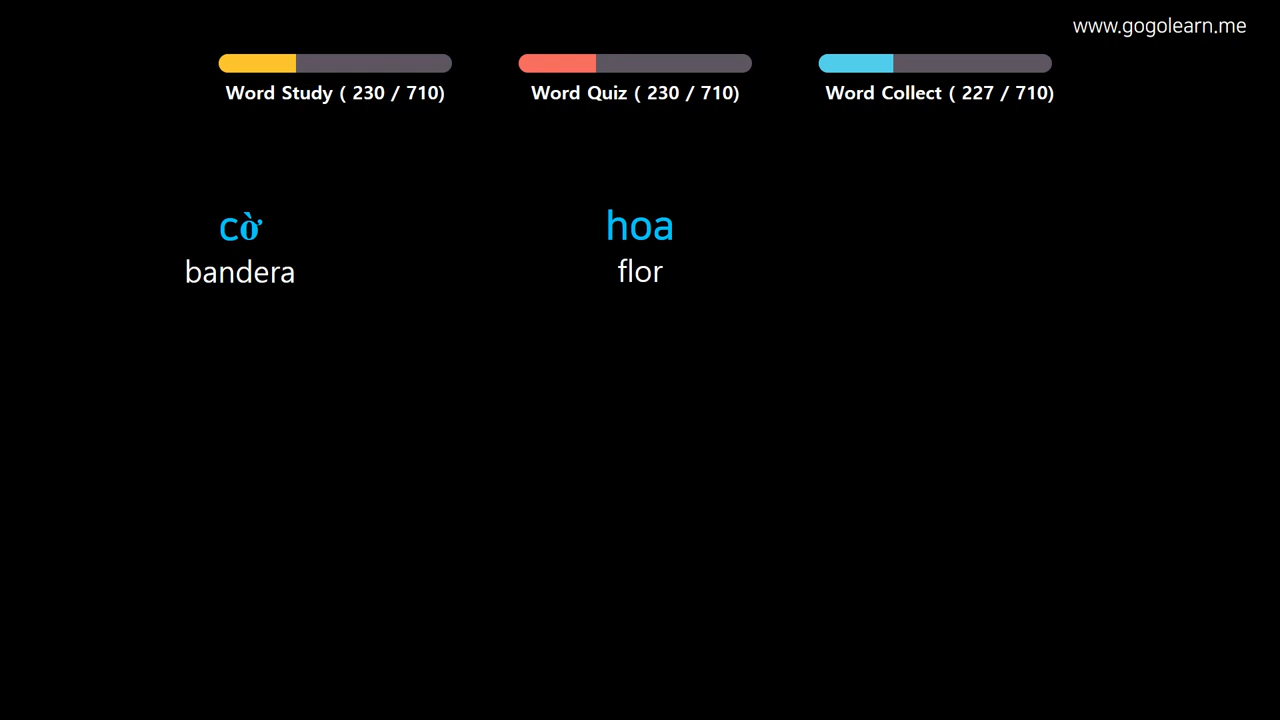 www.gogolearn.me
Word Study ( 230 / 710)
Word Quiz ( 230 / 710)
Word Collect ( 227 / 710)
cờ
bandera
hoa
flor